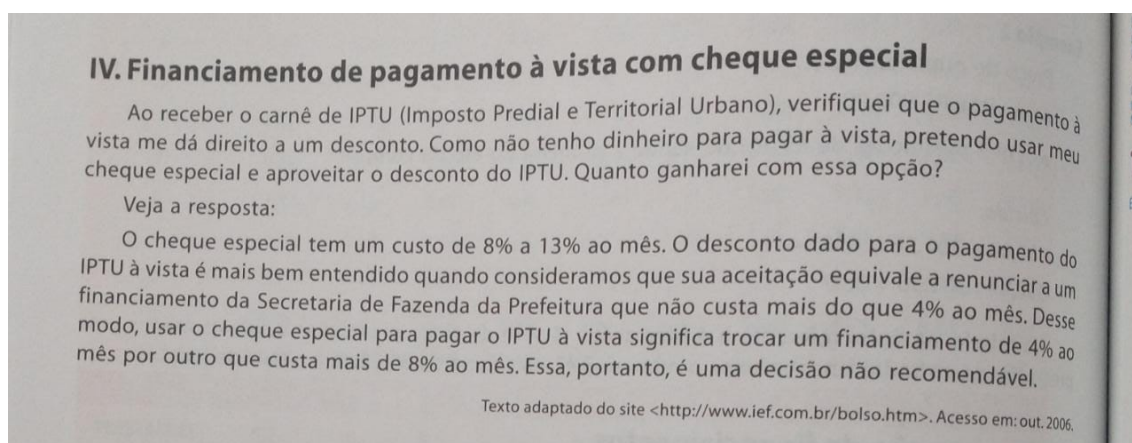 IV. Financiamento de pagamento à vista com cheque especial
Ao receber o carnê de IPTU (Imposto Predial e Territorial Urbano), verifiquei que o pagamento à
vista me dá direito a um desconto. Como não tenho dinheiro para pagar à vista, pretendo usar meu
cheque especial e aproveitar o desconto do IPTU. Quanto ganharei com essa opção?
Veja a resposta:
O cheque especial tem um custo de 8% a 13% ao mês. O desconto dado para o pagamento do
IPTU à vista é mais bem entendido quando consideramos que sua aceitação equivale a renunciar a um
financiamento da Secretaria de Fazenda da Prefeitura que não custa mais do que 4% ao mês. Desse
modo, usar o cheque especial para pagar o IPTU à vista significa trocar um financiamento de 4% ao
mês por outro que custa mais de 8% ao mês. Essa, portanto, é uma decisão não recomendável.
Texto adaptado do site <http://www.ief.com.br/bolso.htm>. Acesso em: out. 2006.